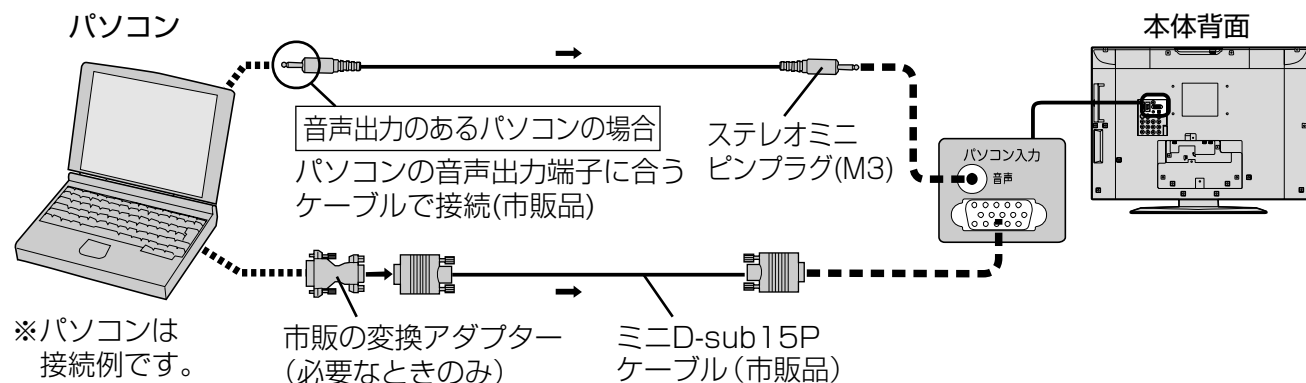 パソコン
本体背面
音声出力のあるパソコンの場合
パソコンの音声出力端子に合う
ケーブルで接続(市販品)
ステレオミニ
ピンプラグ(M3)
パソコン入力
音声
※パソコンは
接続例です。
市販の変換アダプター
(必要なときのみ)
ミニD-sub15P
ケーブル(市販品)